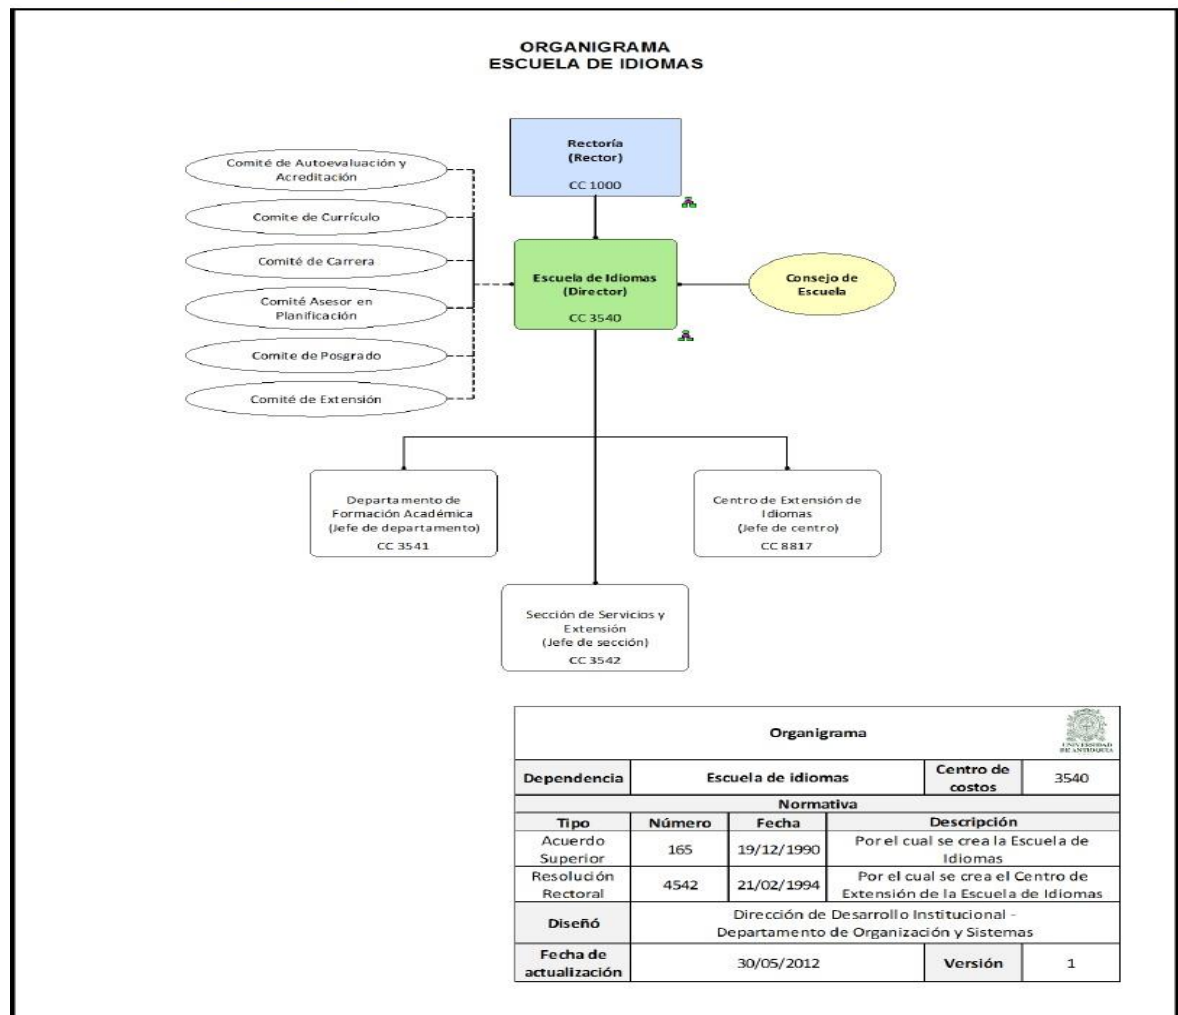 ORGANIGRAMA
ESCUELA DE IDIOMAS
Rectoría
(Rector)
CC 1000
Comité de Autoevaluación y
Acreditación
Comite de Currículo
Comité de Carrera
Comité Asesor en
Planificación
Comite de Posgrado
Comité de Extensión
Escuela de Idiomas
(Director)
CC 3540
Consejo de
Escuela
Departamento de
Formación Académica
(Jefe de departamento)
CC 3541
Centro de Extensión de
Idiomas
(Jefe de centro)
CC 8817
Sección de Servicios y
Extensión
(Jefe de sección)
CC 3542
Organigrama
UNIVERSIDAD
DE ANTIOQUIA
Dependencia Escuela de idiomas Centro de
costos 3540
Normativa
Tipo Número Fecha Descripción
Acuerdo
Superior 165 19/12/1990 Por el cual se crea la Escuela de
Idiomas
Resolución
Rectoral 4542 21/02/1994 Por el cual se crea el Centro de
Extensión de la Escuela de Idiomas
Diseñó Dirección de Desarrollo Institucional -
Departamento de Organización y Sistemas
Fecha de
actualización 30/05/2012 Versión 1